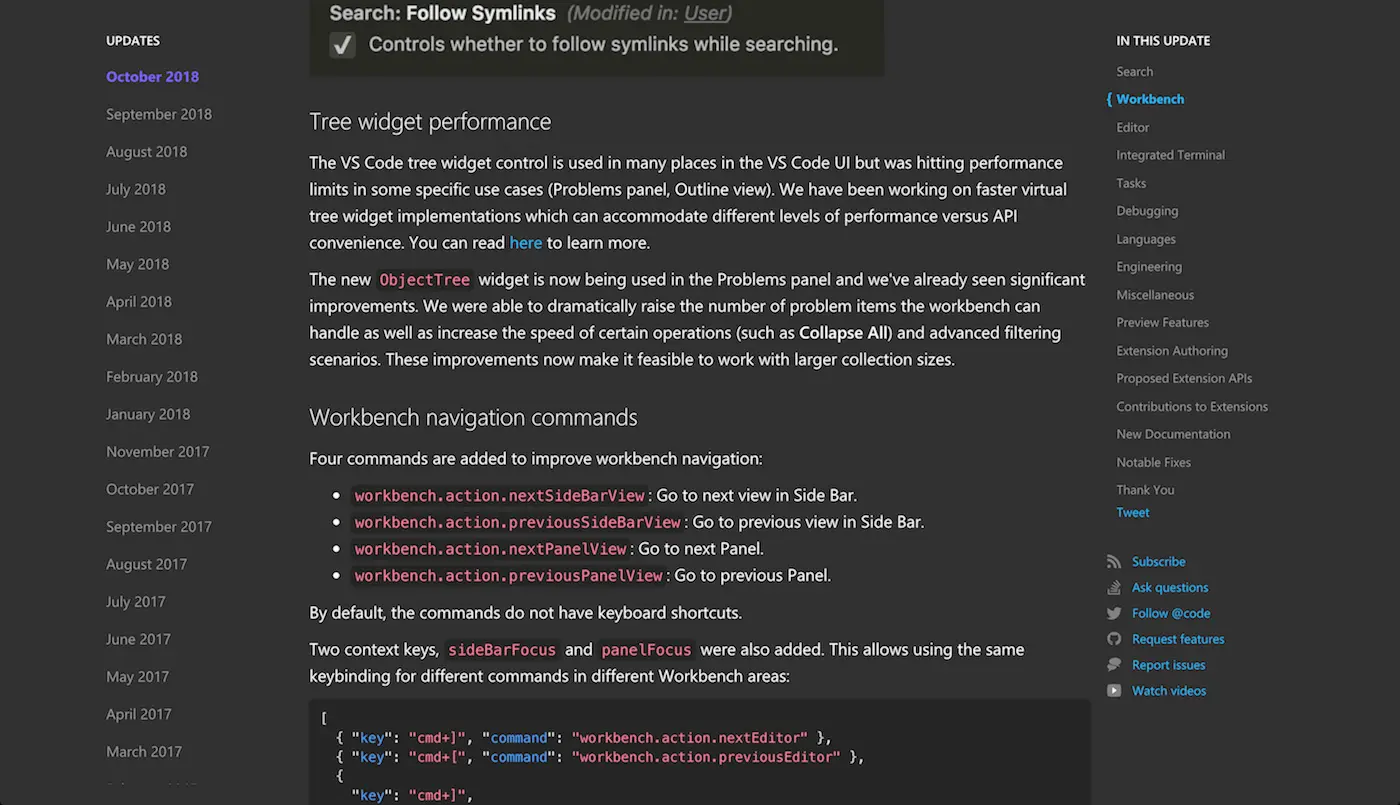 UPDATES
October 2018
September 2018
August 2018
July 2018
June 2018
May 2018
April 2018
March 2018
February 2018
January 2018
November 2017
October 2017
September 2017
August 2017
July 2017
June 2017
May 2017
April 2017
March 2017
Search: Follow Symlinks (Modified in: User)
Controls whether to follow symlinks while searching.
Tree widget performance
The VS Code tree widget control is used in many places in the VS Code UI but was hitting performance
limits in some specific use cases (Problems panel, Outline view). We have been working on faster virtual
tree widget implementations which can accommodate different levels of performance versus API
convenience. You can read here to learn more.
The new ObjectTree widget is now being used in the Problems panel and we've already seen significant
improvements. We were able to dramatically raise the number of problem items the workbench can
handle as well as increase the speed of certain operations (such as Collapse All) and advanced filtering
scenarios. These improvements now make it feasible to work with larger collection sizes.
Workbench navigation commands
Four commands are added to improve workbench navigation:
• workbench.action.nextSideBarView: Go to next view in Side Bar.
• workbench.action.previousSideBarView: Go to previous view in Side Bar.
• workbench.action.nextPanelView: Go to next Panel.
• workbench.action.previousPanelView: Go to previous Panel.
By default, the commands do not have keyboard shortcuts.
Two context keys, sideBarFocus and panelFocus were also added. This allows using the same
keybinding for different commands in different Workbench areas:
[
{ "key": "cmd+]", "command": "workbench.action.nextEditor" },
{ "key": "cmd+[", "command": "workbench.action.previousEditor" },
{
"key": "cmd+]",
IN THIS UPDATE
Search
{ Workbench
Editor
Integrated Terminal
Tasks
Debugging
Languages
Engineering
Miscellaneous
Preview Features
Extension Authoring
Proposed Extension APIs
Contributions to Extensions
New Documentation
Notable Fixes
Thank You
Tweet
Subscribe
Ask questions
Follow @code
Request features
Report issues
Watch videos